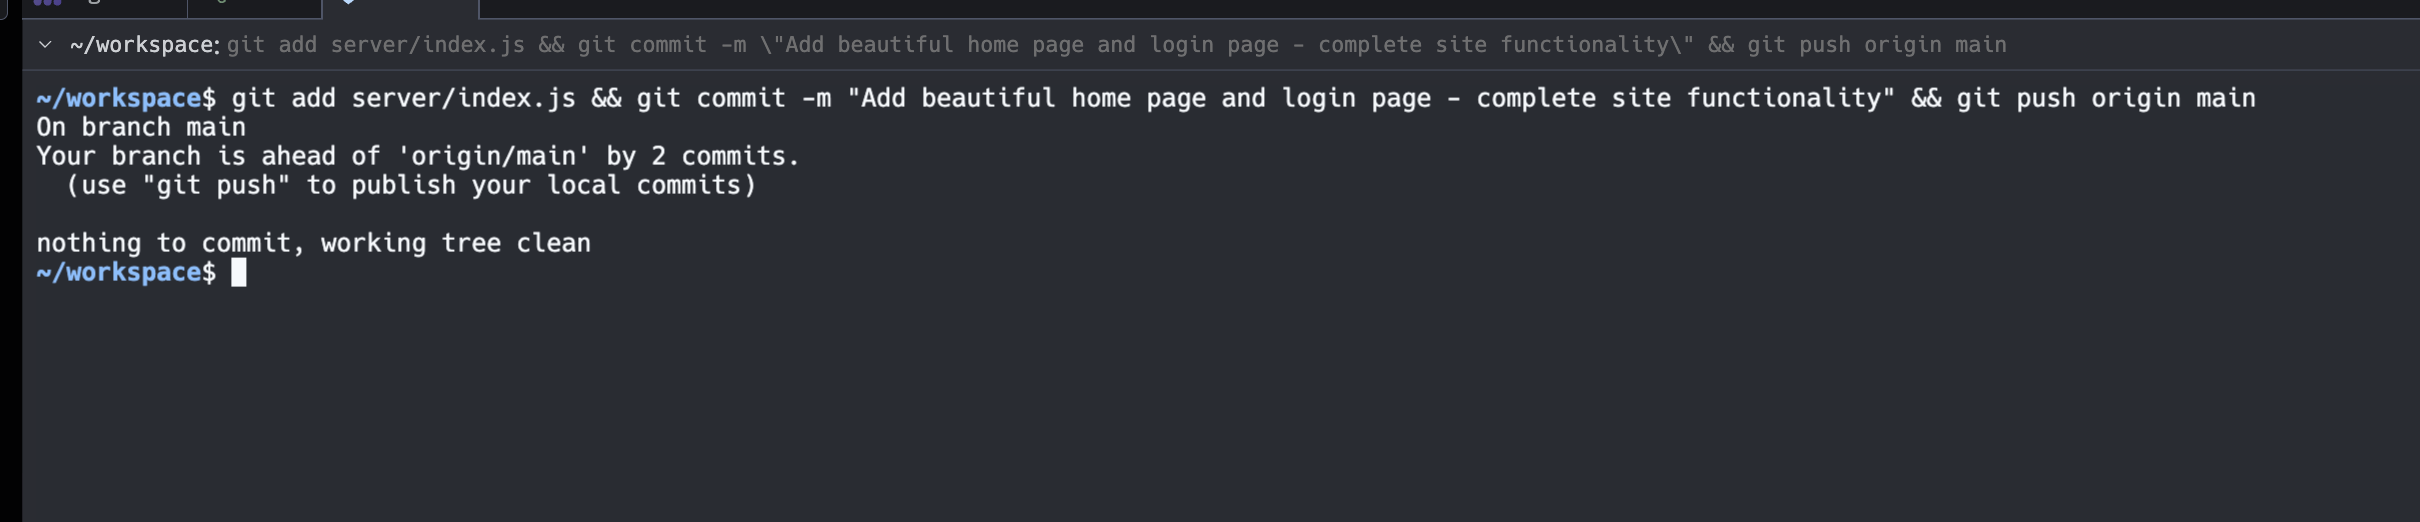 ~/workspace: git add server/index.js && git commit -m \"Add beautiful home page and login page - complete site functionality\" && git push origin main
~/workspace$ git add server/index.js && git commit -m "Add beautiful home page and login page - complete site functionality" && git push origin main
On branch main
Your branch is ahead of 'origin/main' by 2 commits.
  (use "git push" to publish your local commits)
nothing to commit, working tree clean
~/workspace$